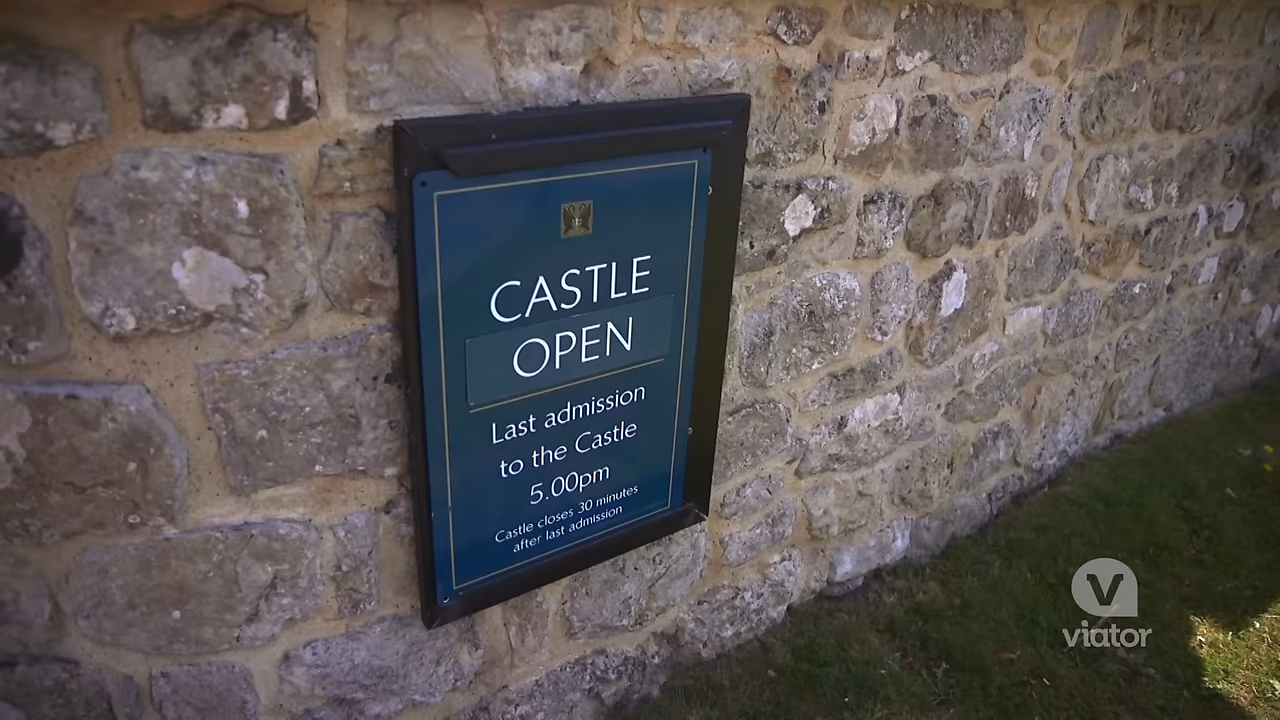 CASTLE
OPEN
Last admission
to the Castle
5.00pm
Castle closes 30 minutes
after last admission
viator